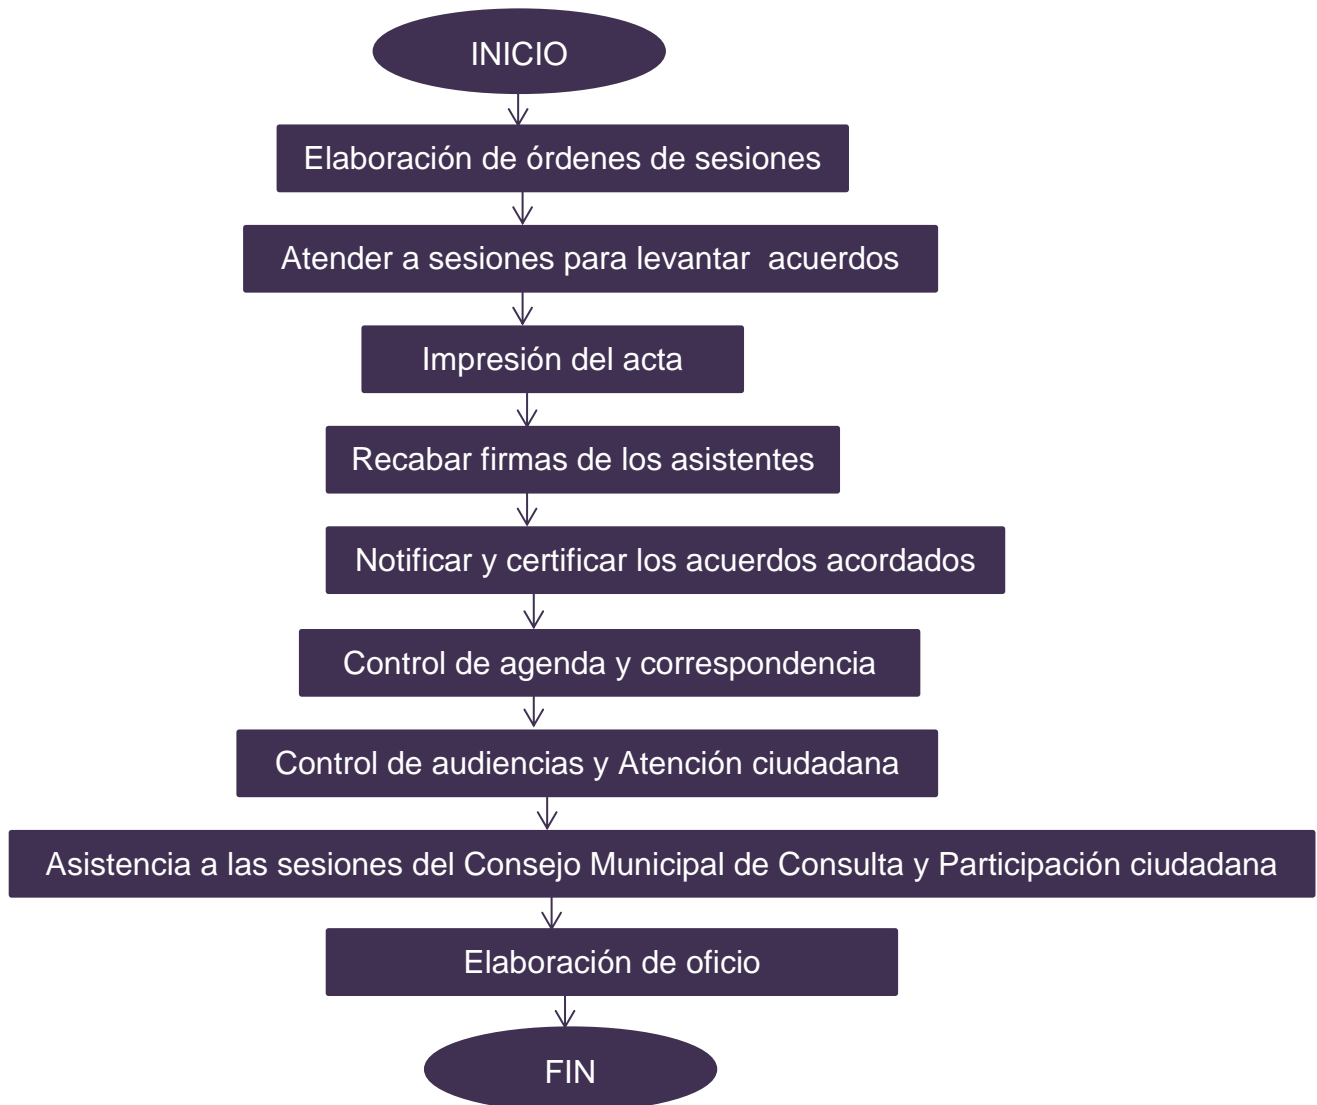 INICIO
Elaboración de órdenes de sesiones
Atender a sesiones para levantar acuerdos
Impresión del acta
Recabar firmas de los asistentes
Notificar y certificar los acuerdos acordados
Control de agenda y correspondencia
Control de audiencias y Atención ciudadana
Asistencia a las sesiones del Consejo Municipal de Consulta y Participación ciudadana
Elaboración de oficio
FIN